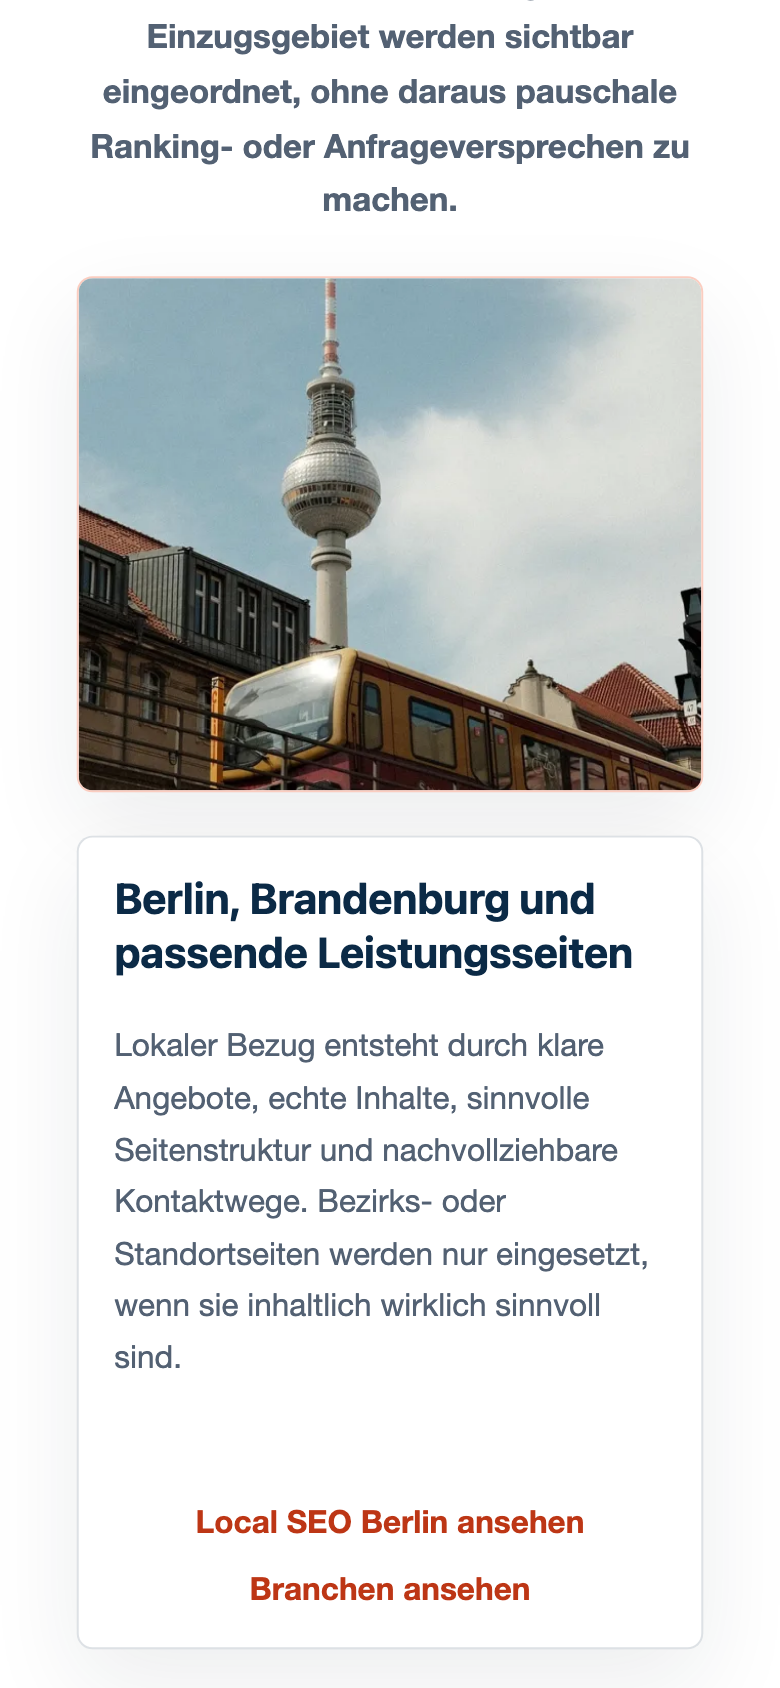 Einzugsgebiet werden sichtbar
eingeordnet, ohne daraus pauschale
Ranking- oder Anfrageversprechen zu
machen.
Berlin, Brandenburg und
passende Leistungsseiten
Lokaler Bezug entsteht durch klare
Angebote, echte Inhalte, sinnvolle
Seitenstruktur und nachvollziehbare
Kontaktwege. Bezirks- oder
Standortseiten werden nur eingesetzt,
wenn sie inhaltlich wirklich sinnvoll
sind.
Local SEO Berlin ansehen
Branchen ansehen